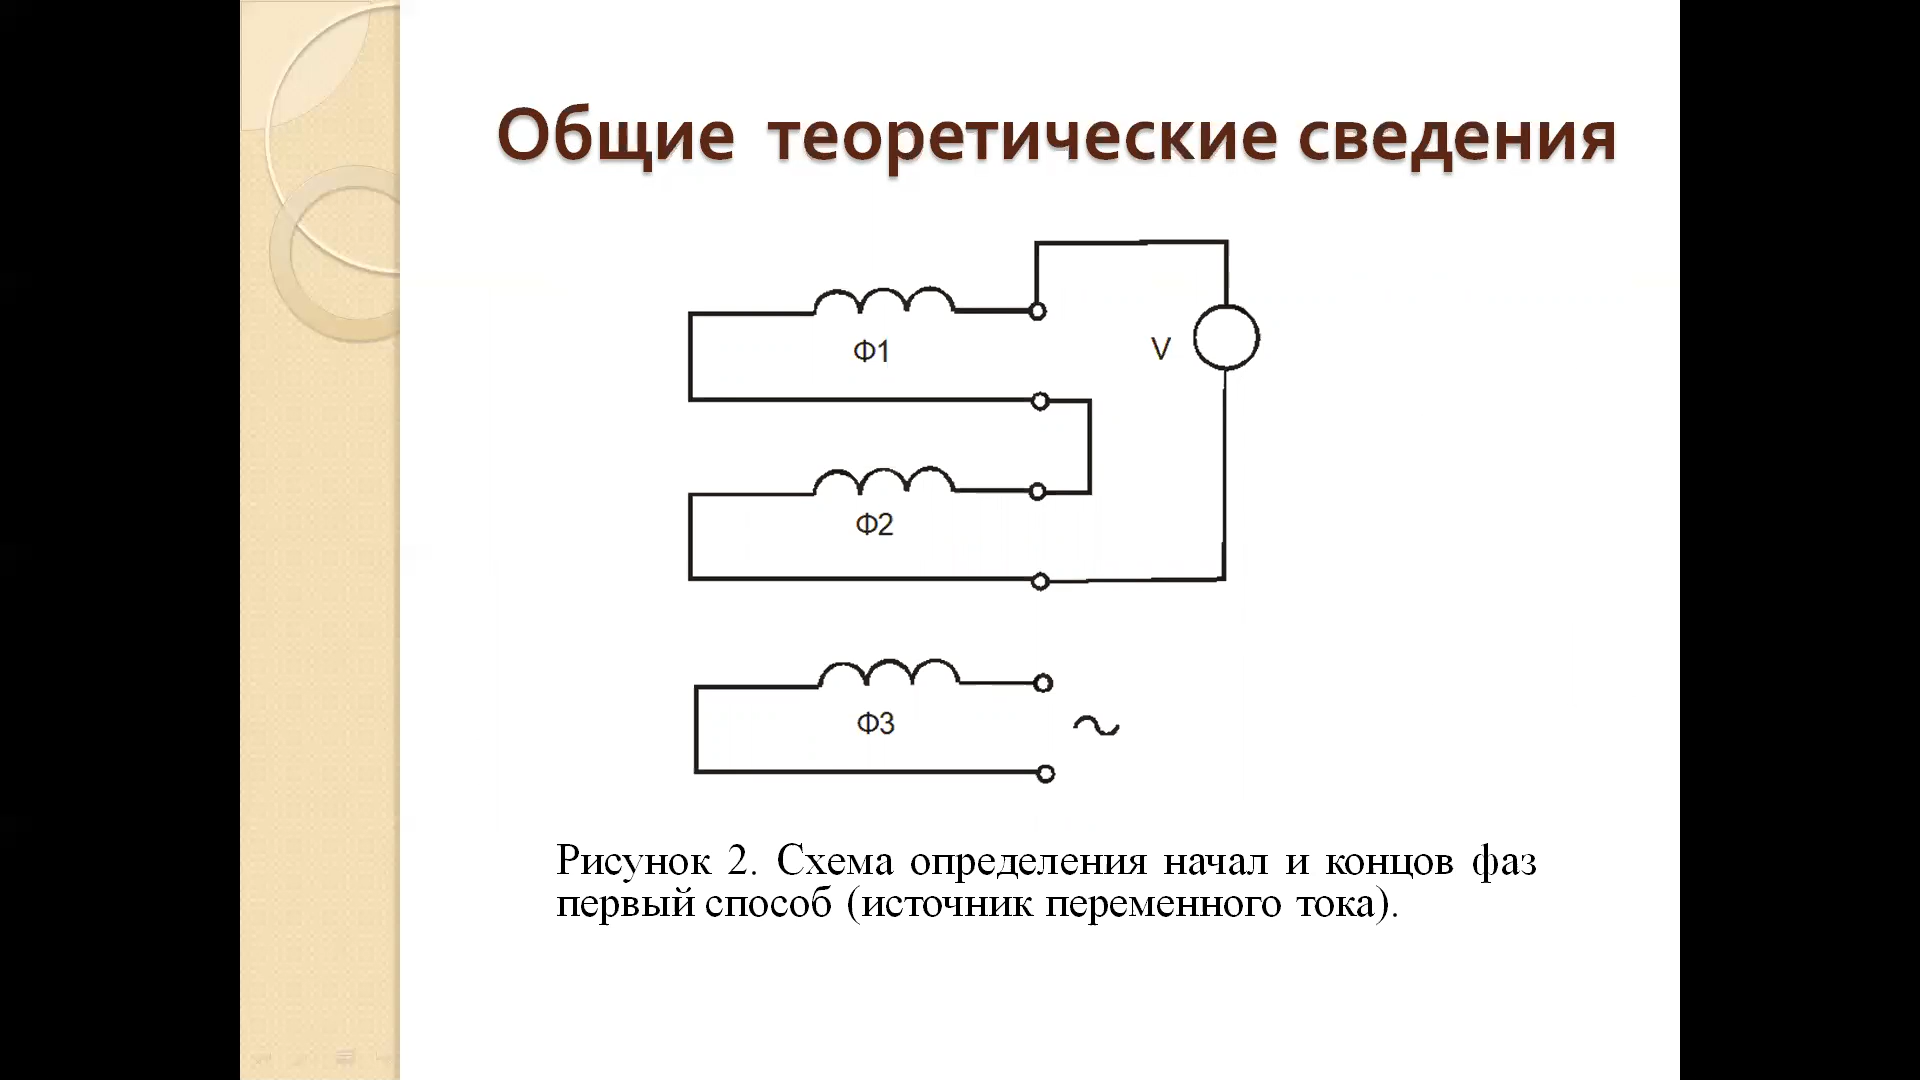 Общие теоретические сведения
Ф1
V
Ф2
Ф3
Рисунок 2. Схема определения начал и концов фаз
первый способ (источник переменного тока).